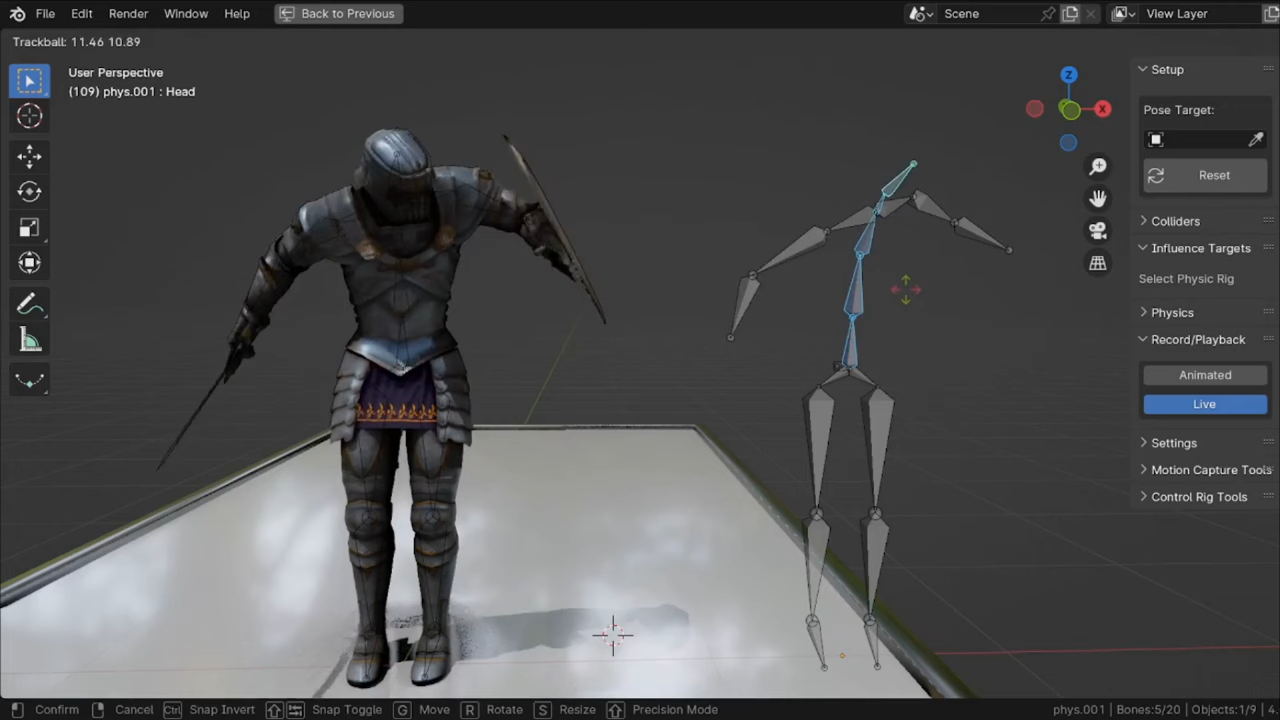 File Edit Render Window Help Back to Previous Scene View Layer
Trackball: 11.46 10.89
User Perspective
(109) phys.001 : Head
Z
X
Setup
Pose Target:
Reset
Colliders
Influence Targets
Select Physic Rig
Physics
Record/Playback
Animated
Live
Settings
Motion Capture Tools
Control Rig Tools
Confirm Cancel Ctrl Snap Invert Snap Toggle G Move R Rotate S Resize Precision Mode phys.001 | Bones:5/20 | Objects:1/9 | 4